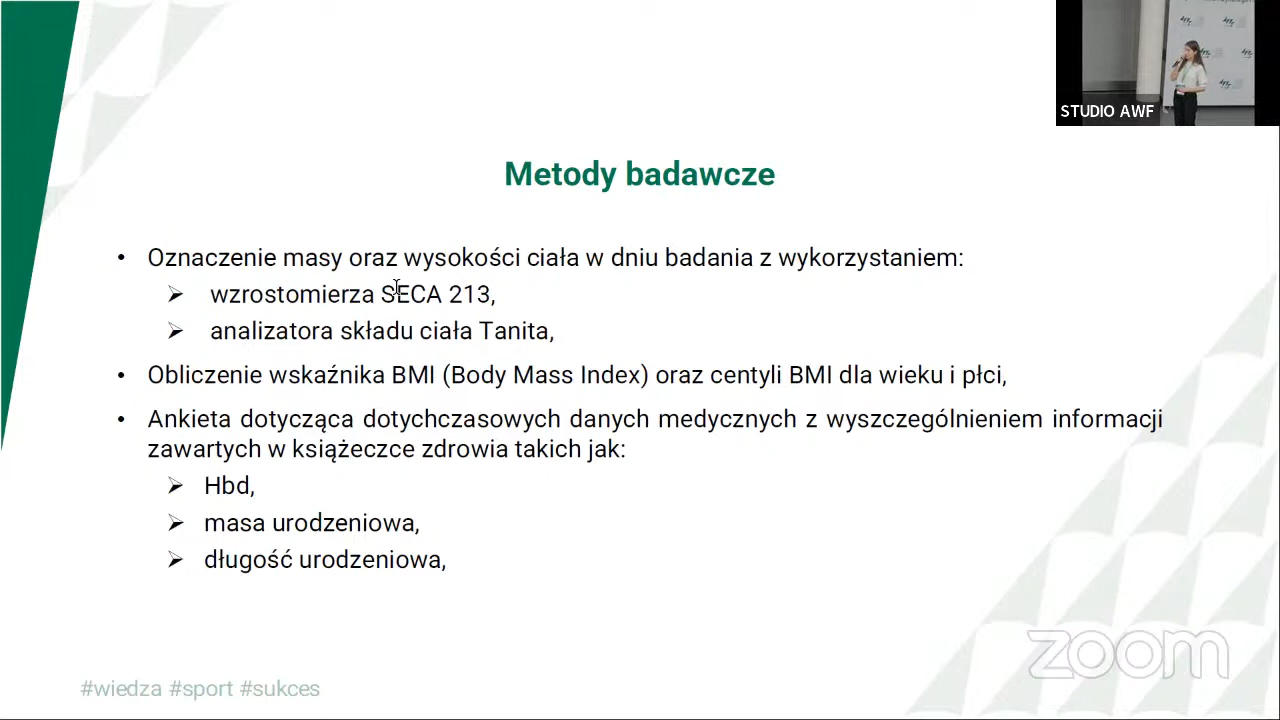 STUDIO AWF
Metody badawcze
• Oznaczenie masy oraz wysokości ciała w dniu badania z wykorzystaniem:
➢ wzrostomierza SECA 213,
➢ analizatora składu ciała Tanita,
• Obliczenie wskaźnika BMI (Body Mass Index) oraz centyli BMI dla wieku i płci,
• Ankieta dotycząca dotychczasowych danych medycznych z wyszczególnieniem informacji
zawartych w książeczce zdrowia takich jak:
➢ Hbd,
➢ masa urodzeniowa,
➢ długość urodzeniowa,
zoom
#wiedza #sport #sukces